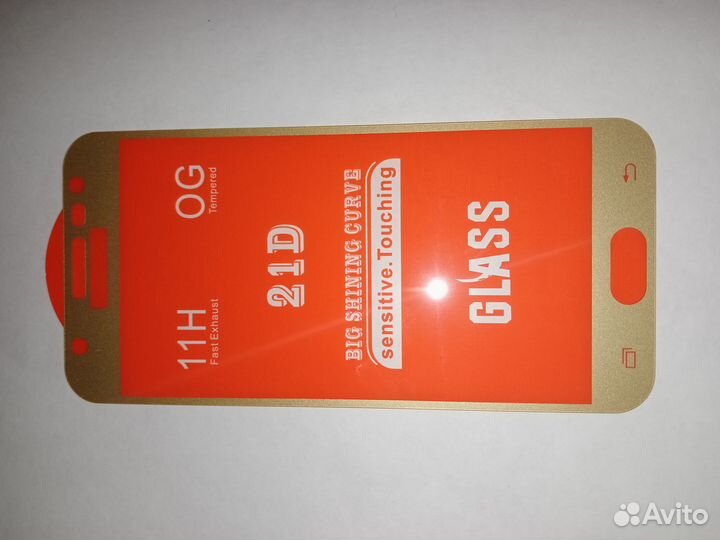 11H OG
Fast Exhaust Tempered
21D
BIG SHINING CURVE
sensitive.Touching
GLASS
Avito